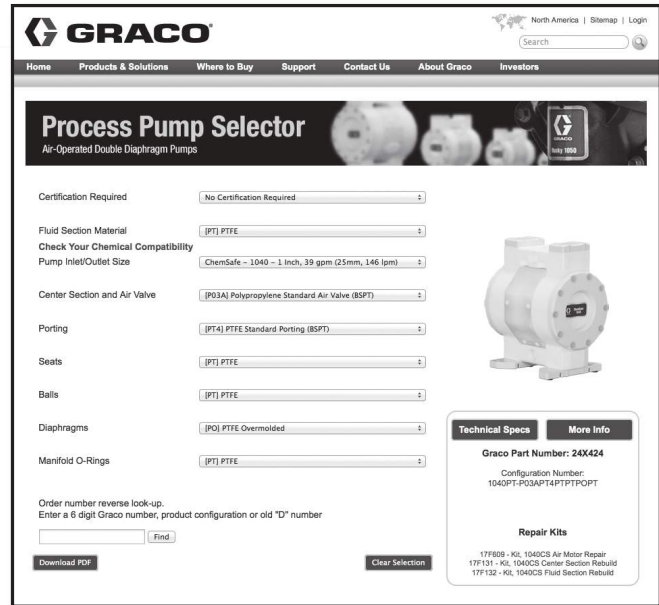 North America | Sitemap | Login
GRACO
Search
Home Products & Solutions Where to Buy Support Contact Us About Graco Investors
Process Pump Selector
Air-Operated Double Diaphragm Pumps
GRACO
Husky 1050
Certification Required No Certification Required
Fluid Section Material [PT] PTFE
Check Your Chemical Compatibility
Pump Inlet/Outlet Size ChemSafe – 1040 – 1 Inch, 39 gpm (25mm, 146 lpm)
Center Section and Air Valve [P03A] Polypropylene Standard Air Valve (BSPT)
Porting [PT4] PTFE Standard Porting (BSPT)
Seats [PT] PTFE
Balls [PT] PTFE
Diaphragms [PO] PTFE Overmolded
Manifold O-Rings [PT] PTFE
Technical Specs More Info
Graco Part Number: 24X424
Configuration Number:
1040PT-P03APT4PTPTPOPT
Order number reverse look-up.
Enter a 6 digit Graco number, product configuration or old "D" number
Find
Repair Kits
17F609 - Kit, 1040CS Air Motor Repair
17F131 - Kit, 1040CS Center Section Rebuild
17F132 - Kit, 1040CS Fluid Section Rebuild
Download PDF Clear Selection